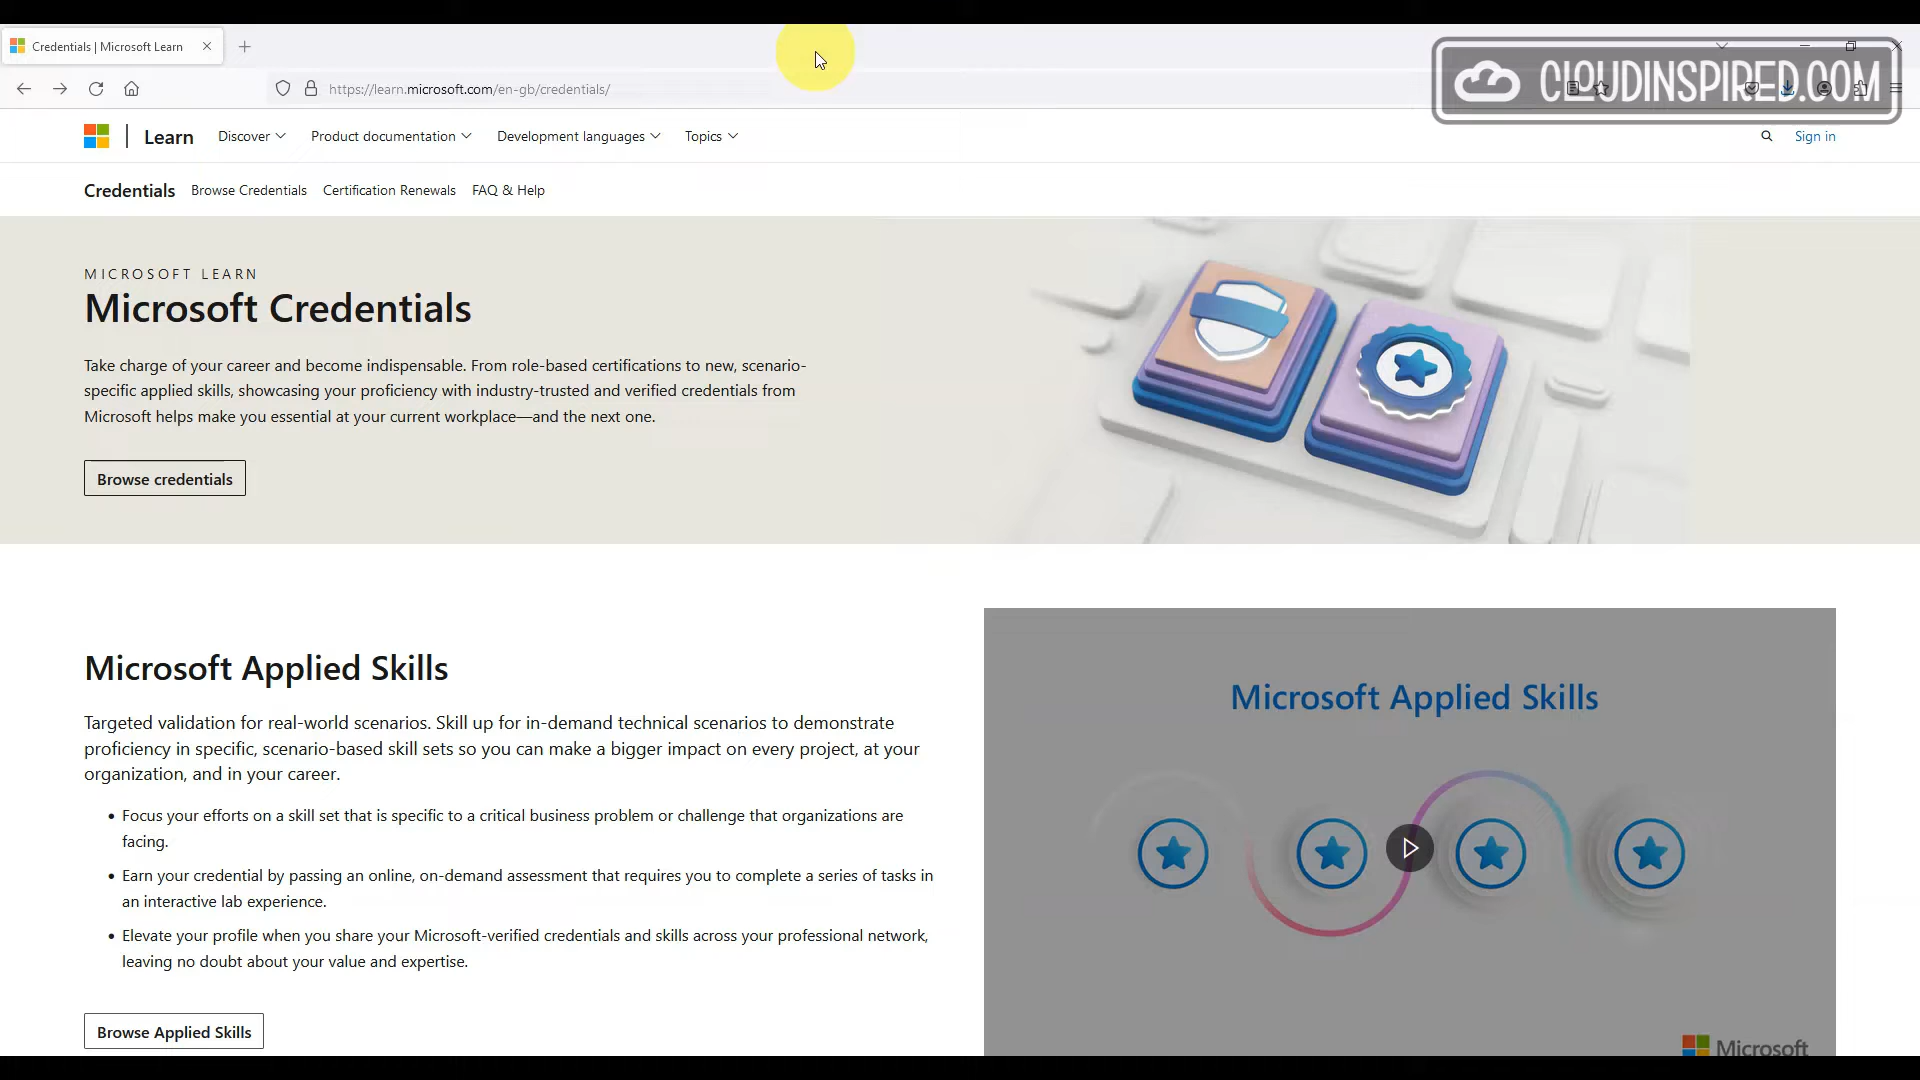 Credentials | Microsoft Learn
CLOUDINSPIRED.COM
https://learn.microsoft.com/en-gb/credentials/
Learn Discover Product documentation Development languages Topics Sign in
Credentials Browse Credentials Certification Renewals FAQ & Help
MICROSOFT LEARN
Microsoft Credentials
Take charge of your career and become indispensable. From role-based certifications to new, scenario-
specific applied skills, showcasing your proficiency with industry-trusted and verified credentials from
Microsoft helps make you essential at your current workplace—and the next one.
Browse credentials
Microsoft Applied Skills
Targeted validation for real-world scenarios. Skill up for in-demand technical scenarios to demonstrate
proficiency in specific, scenario-based skill sets so you can make a bigger impact on every project, at your
organization, and in your career.
• Focus your efforts on a skill set that is specific to a critical business problem or challenge that organizations are
facing.
• Earn your credential by passing an online, on-demand assessment that requires you to complete a series of tasks in
an interactive lab experience.
• Elevate your profile when you share your Microsoft-verified credentials and skills across your professional network,
leaving no doubt about your value and expertise.
Browse Applied Skills
Microsoft Applied Skills
Microsoft